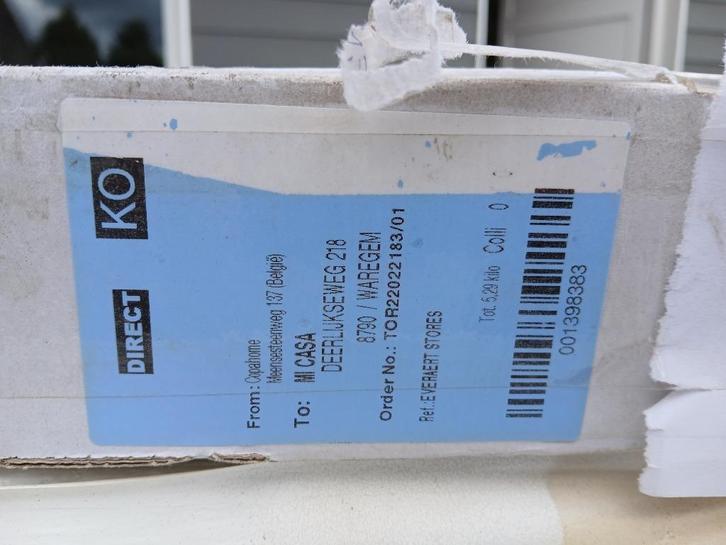 DIRECT KO
From: Copahome
Meensesteenweg 137 (België)
To: MI CASA
DEERLIJKSEWEG 218
8790 / WAREGEM
Order No.: TOR22022183/01
Ref.:EVERAERT STORES
Tot. 5,29 kilo Colli 0
001398383